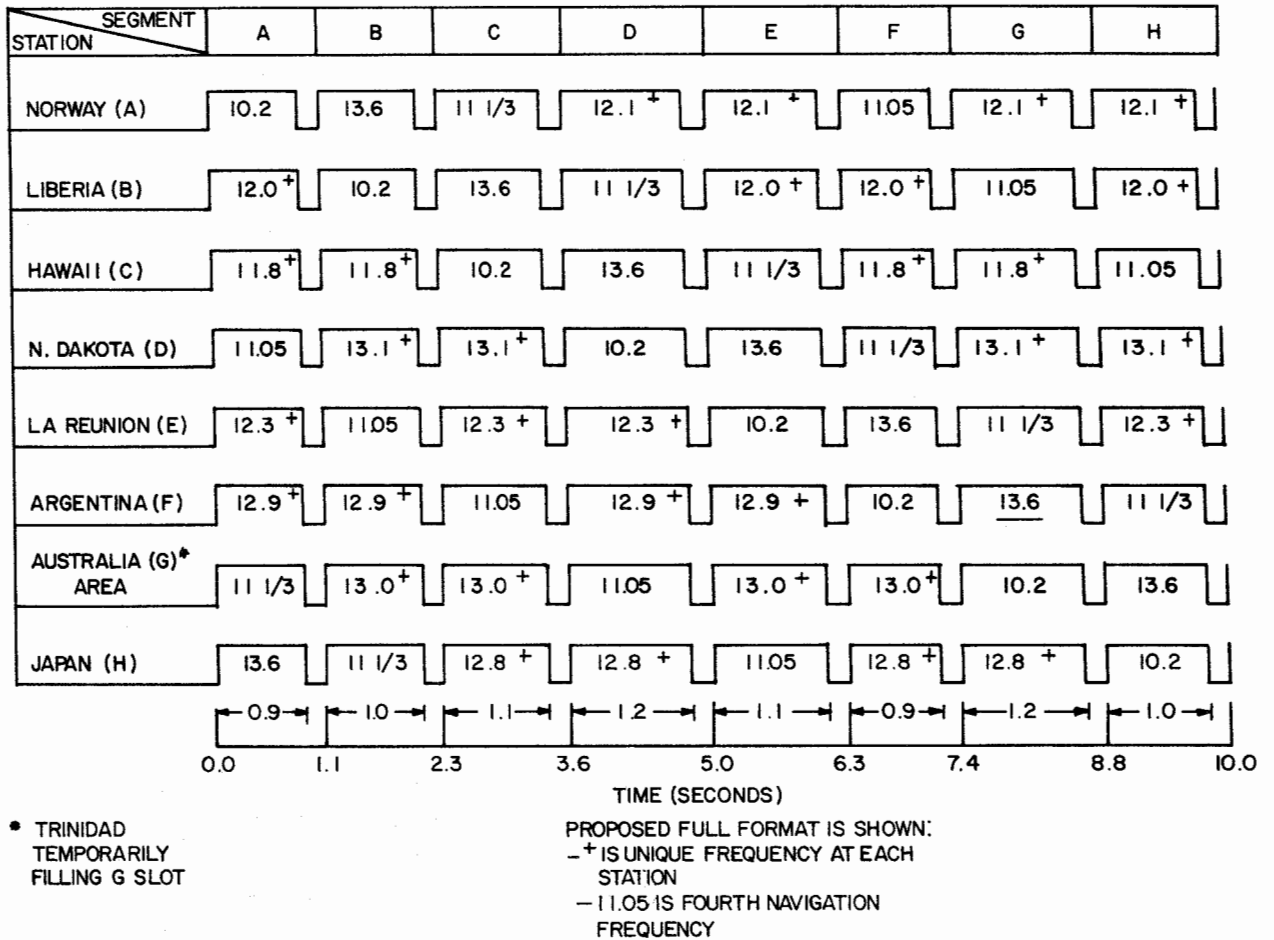 SEGMENT
STATION A B C D E F G H
NORWAY (A) 10.2 13.6 11 1/3 12.1 + 12.1 + 11.05 12.1 + 12.1 +
LIBERIA (B) 12.0 + 10.2 13.6 11 1/3 12.0 + 12.0 + 11.05 12.0 +
HAWAII (C) 11.8 + 11.8 + 10.2 13.6 11 1/3 11.8 + 11.8 + 11.05
N. DAKOTA (D) 11.05 13.1 + 13.1 + 10.2 13.6 11 1/3 13.1 + 13.1 +
LA REUNION (E) 12.3 + 11.05 12.3 + 12.3 + 10.2 13.6 11 1/3 12.3 +
ARGENTINA (F) 12.9 + 12.9 + 11.05 12.9 + 12.9 + 10.2 13.6 11 1/3
AUSTRALIA (G)*
AREA 11 1/3 13.0 + 13.0 + 11.05 13.0 + 13.0 + 10.2 13.6
JAPAN (H) 13.6 11 1/3 12.8 + 12.8 + 11.05 12.8 + 12.8 + 10.2
0.9 1.0 1.1 1.2 1.1 0.9 1.2 1.0
0.0 1.1 2.3 3.6 5.0 6.3 7.4 8.8 10.0
TIME (SECONDS)
* TRINIDAD
TEMPORARILY
FILLING G SLOT
PROPOSED FULL FORMAT IS SHOWN:
-+ IS UNIQUE FREQUENCY AT EACH
STATION
- 11.05 IS FOURTH NAVIGATION
FREQUENCY